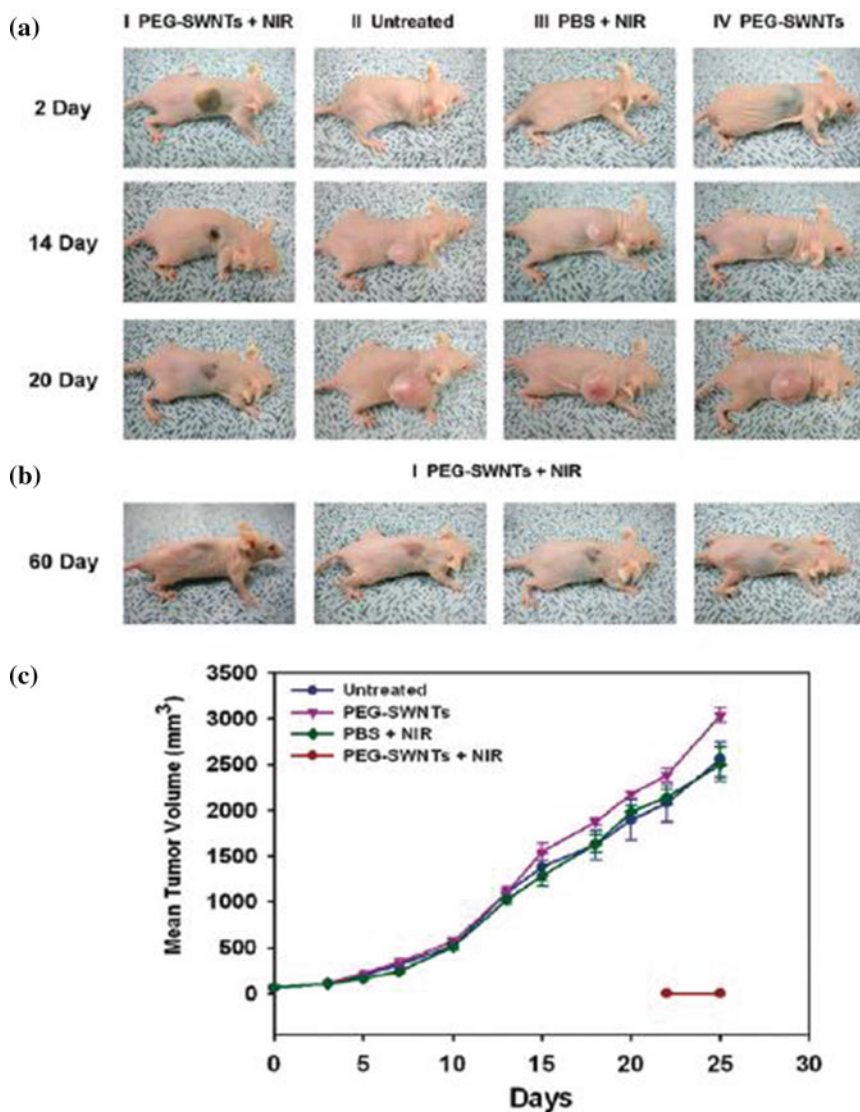 (a)
I PEG-SWNTs + NIR II Untreated III PBS + NIR IV PEG-SWNTs
2 Day
14 Day
20 Day
(b)
I PEG-SWNTs + NIR
60 Day
(c)
3500
3000
2500
2000
1500
1000
500
0
Mean Tumor Volume (mm³)
Untreated
PEG-SWNTs
PBS + NIR
PEG-SWNTs + NIR
0 5 10 15 20 25 30
Days